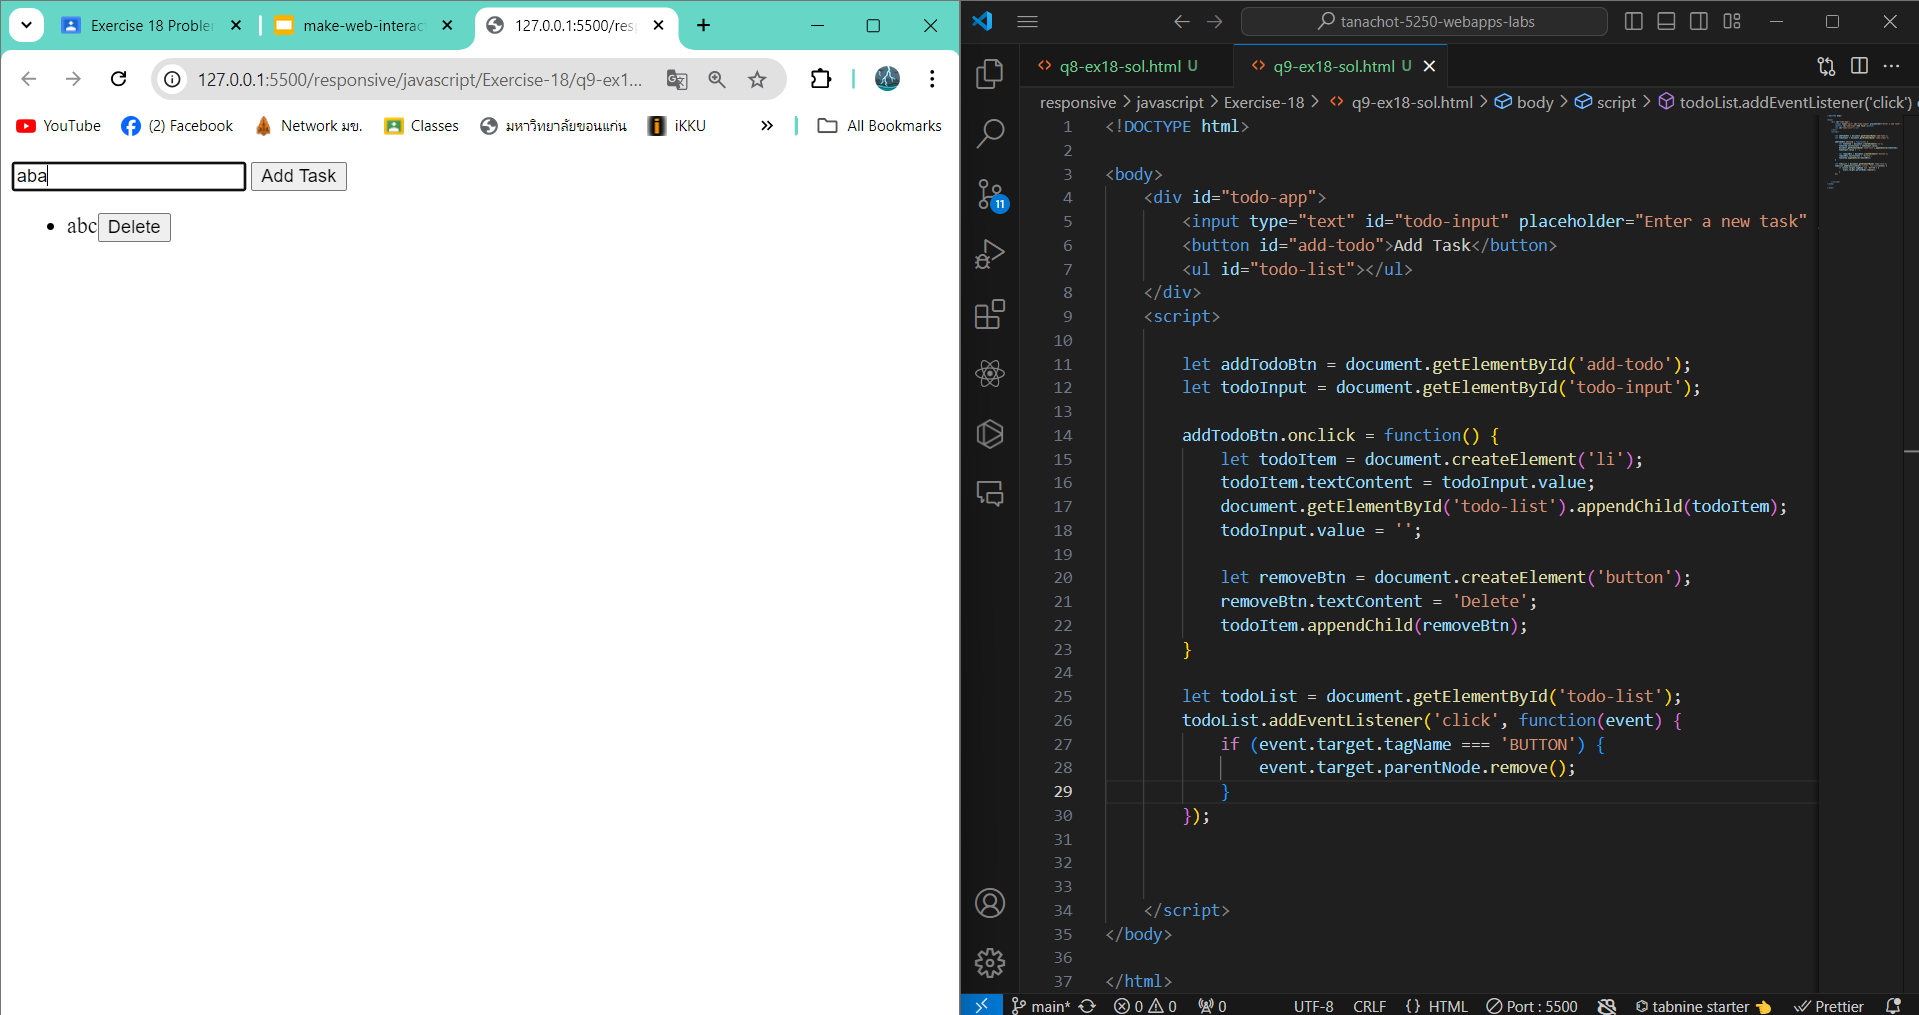 Exercise 18 Probler
make-web-interac
127.0.0.1:5500/resp
127.0.0.1:5500/responsive/javascript/Exercise-18/q9-ex1...
YouTube
(2) Facebook
Network มข.
Classes
มหาวิทยาลัยขอนแก่น
iKKU
All Bookmarks
aba
Add Task
abc
Delete
tanachot-5250-webapps-labs
q8-ex18-sol.html U
q9-ex18-sol.html U
responsive > javascript > Exercise-18 > q9-ex18-sol.html > body > script > todoList.addEventListener('click')
11
1 <!DOCTYPE html>
2
3 <body>
4 <div id="todo-app">
5 <input type="text" id="todo-input" placeholder="Enter a new task"
6 <button id="add-todo">Add Task</button>
7 <ul id="todo-list"></ul>
8 </div>
9 <script>
10
11 let addTodoBtn = document.getElementById('add-todo');
12 let todoInput = document.getElementById('todo-input');
13
14 addTodoBtn.onclick = function() {
15 let todoItem = document.createElement('li');
16 todoItem.textContent = todoInput.value;
17 document.getElementById('todo-list').appendChild(todoItem);
18 todoInput.value = '';
19
20 let removeBtn = document.createElement('button');
21 removeBtn.textContent = 'Delete';
22 todoItem.appendChild(removeBtn);
23 }
24
25 let todoList = document.getElementById('todo-list');
26 todoList.addEventListener('click', function(event) {
27 if (event.target.tagName === 'BUTTON') {
28 event.target.parentNode.remove();
29 }
30 });
31
32
33
34 </script>
35 </body>
36
37 </html>
main* 0 0 0 UTF-8 CRLF {} HTML Port : 5500 tabnine starter Prettier